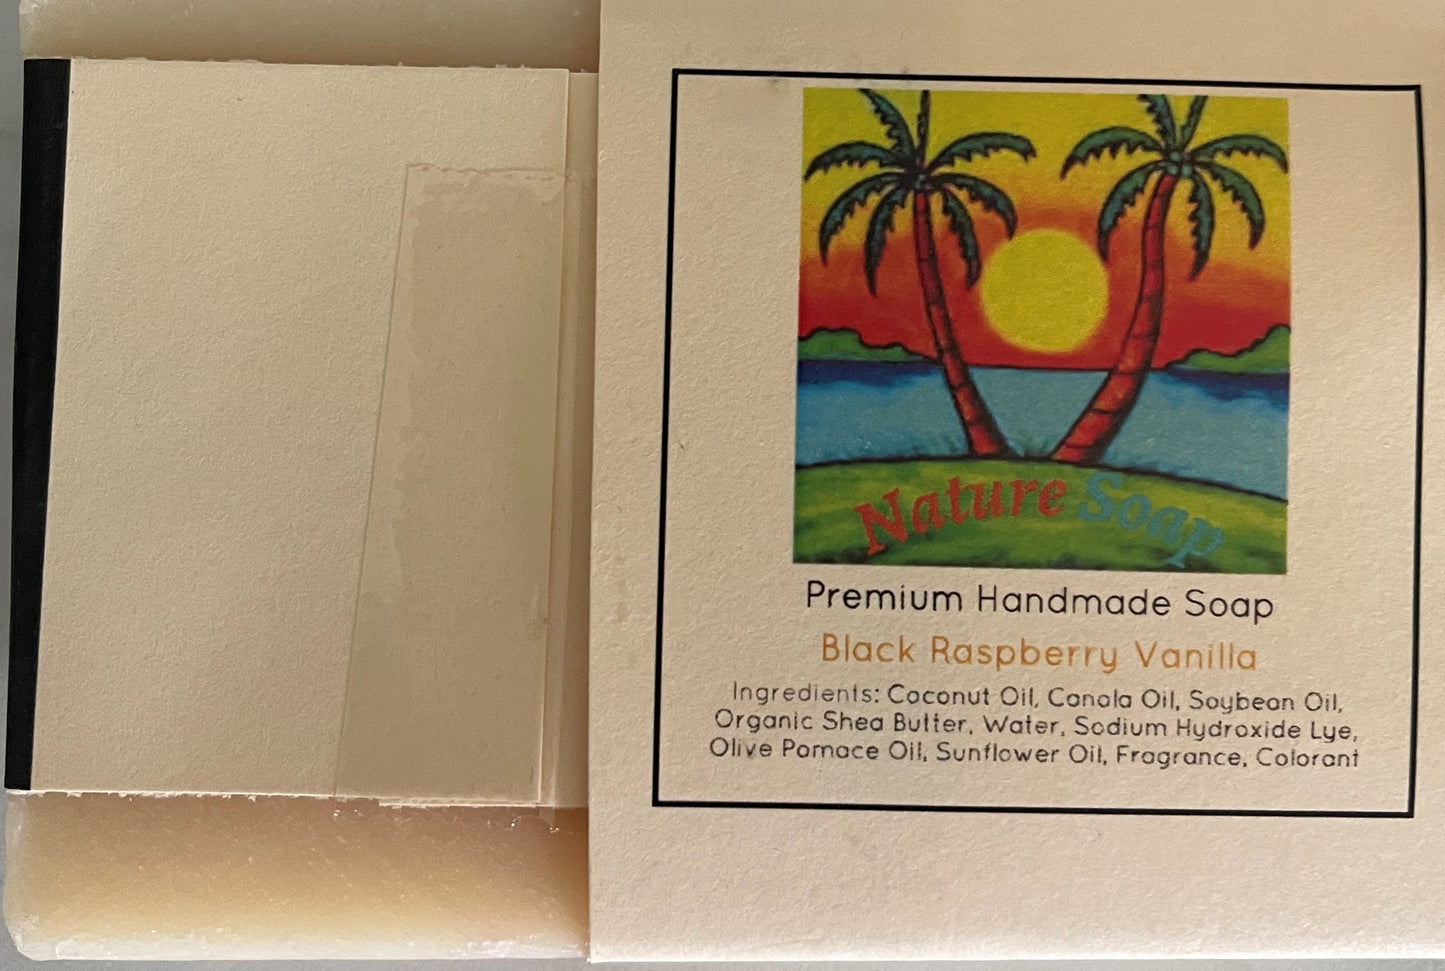 Nature Soap
Premium Handmade Soap
Black Raspberry Vanilla
Ingredients: Coconut Oil, Canola Oil, Soybean Oil,
Organic Shea Butter, Water, Sodium Hydroxide Lye,
Olive Pomace Oil, Sunflower Oil, Fragrance, Colorant